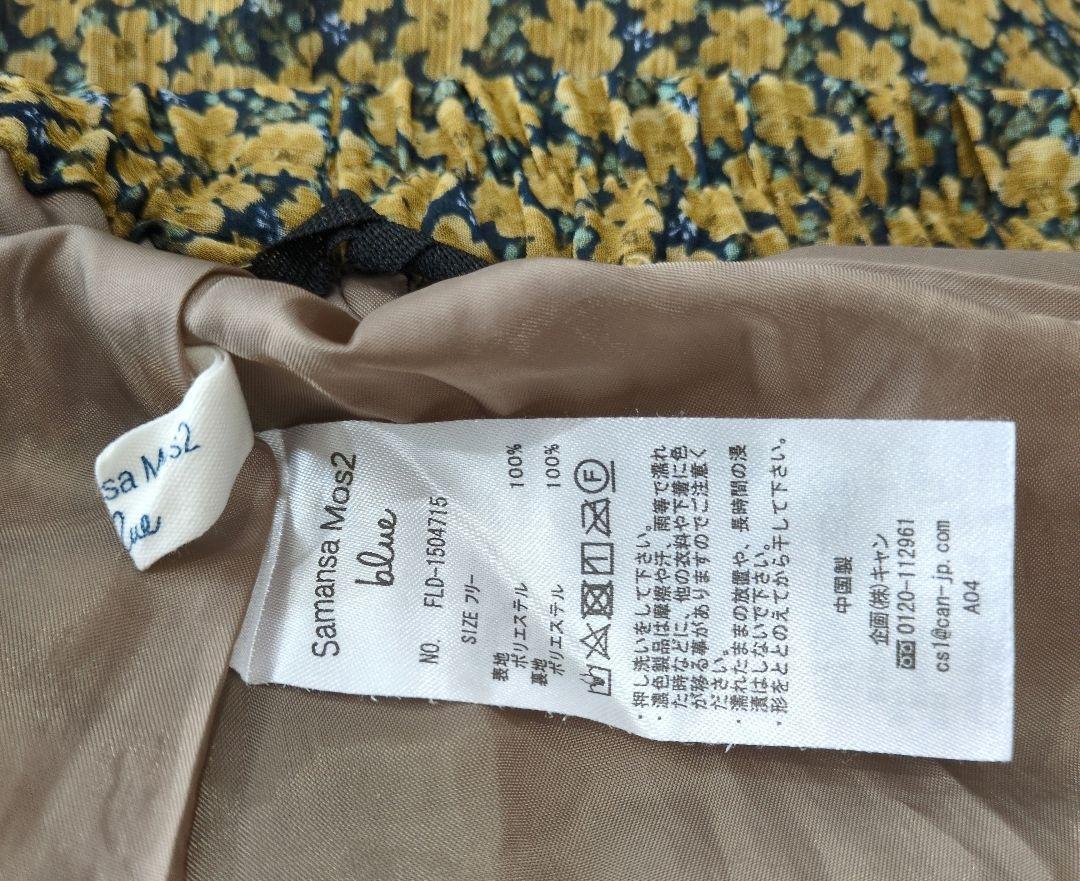 sa Mos2
blue
Samansa Mos2
blue
NO. FLD-1504715
SIZE フリー
表地
ポリエステル 100%
裏地
ポリエステル 100%
・押し洗いをして下さい。
・濃色製品は摩擦や汗、雨等で濡れ
た時などに、他の衣料や下着に色
が移る事がありますのでご注意く
ださい。
・濡れたままの放置や、長時間の浸
漬はしないで下さい。
・形をととのえてから干して下さい。
中国製
企画(株)キャン
0120-112961
cs1@can-jp.com
A04